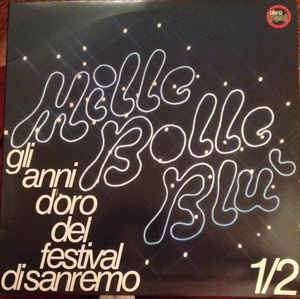 Mille
Bolle
Blu
gli
anni
d'oro
del
festival
di sanremo
1/2